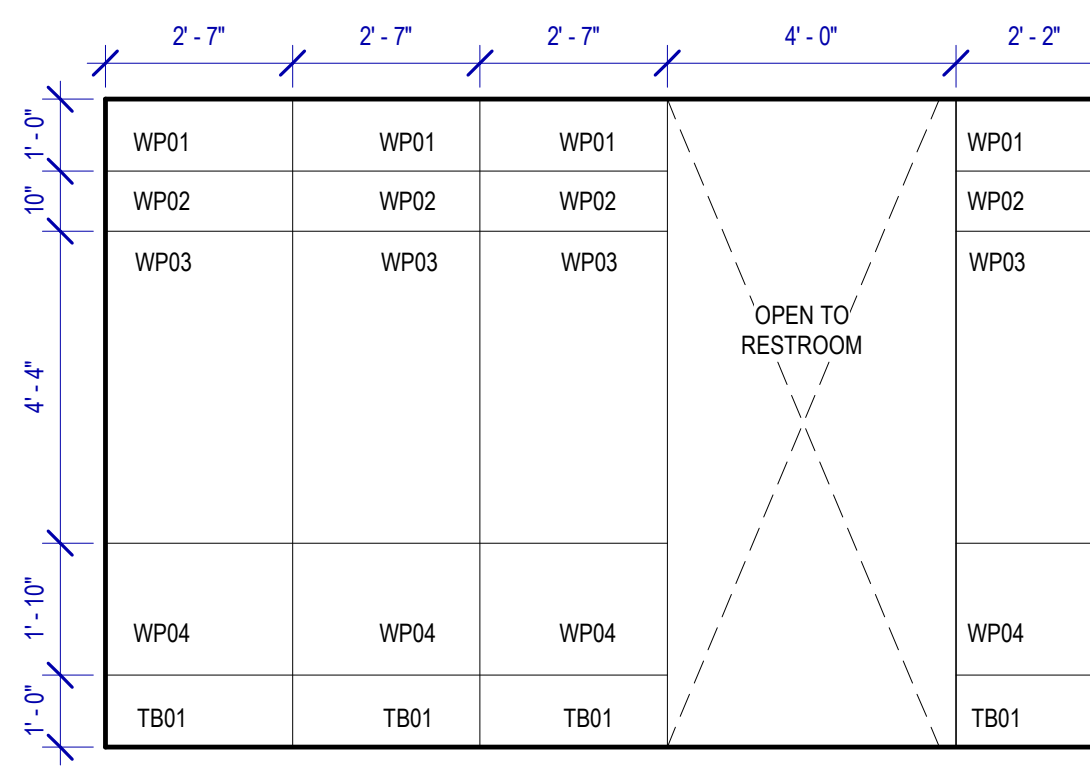 2' - 7" 2' - 7" 2' - 7" 4' - 0" 2' - 2"
1' - 0"
WP01 WP01 WP01 WP01
10"
WP02 WP02 WP02 WP02
WP03 WP03 WP03 WP03
OPEN TO
RESTROOM
4' - 4"
1' - 10"
WP04 WP04 WP04 WP04
1' - 0"
TB01 TB01 TB01 TB01